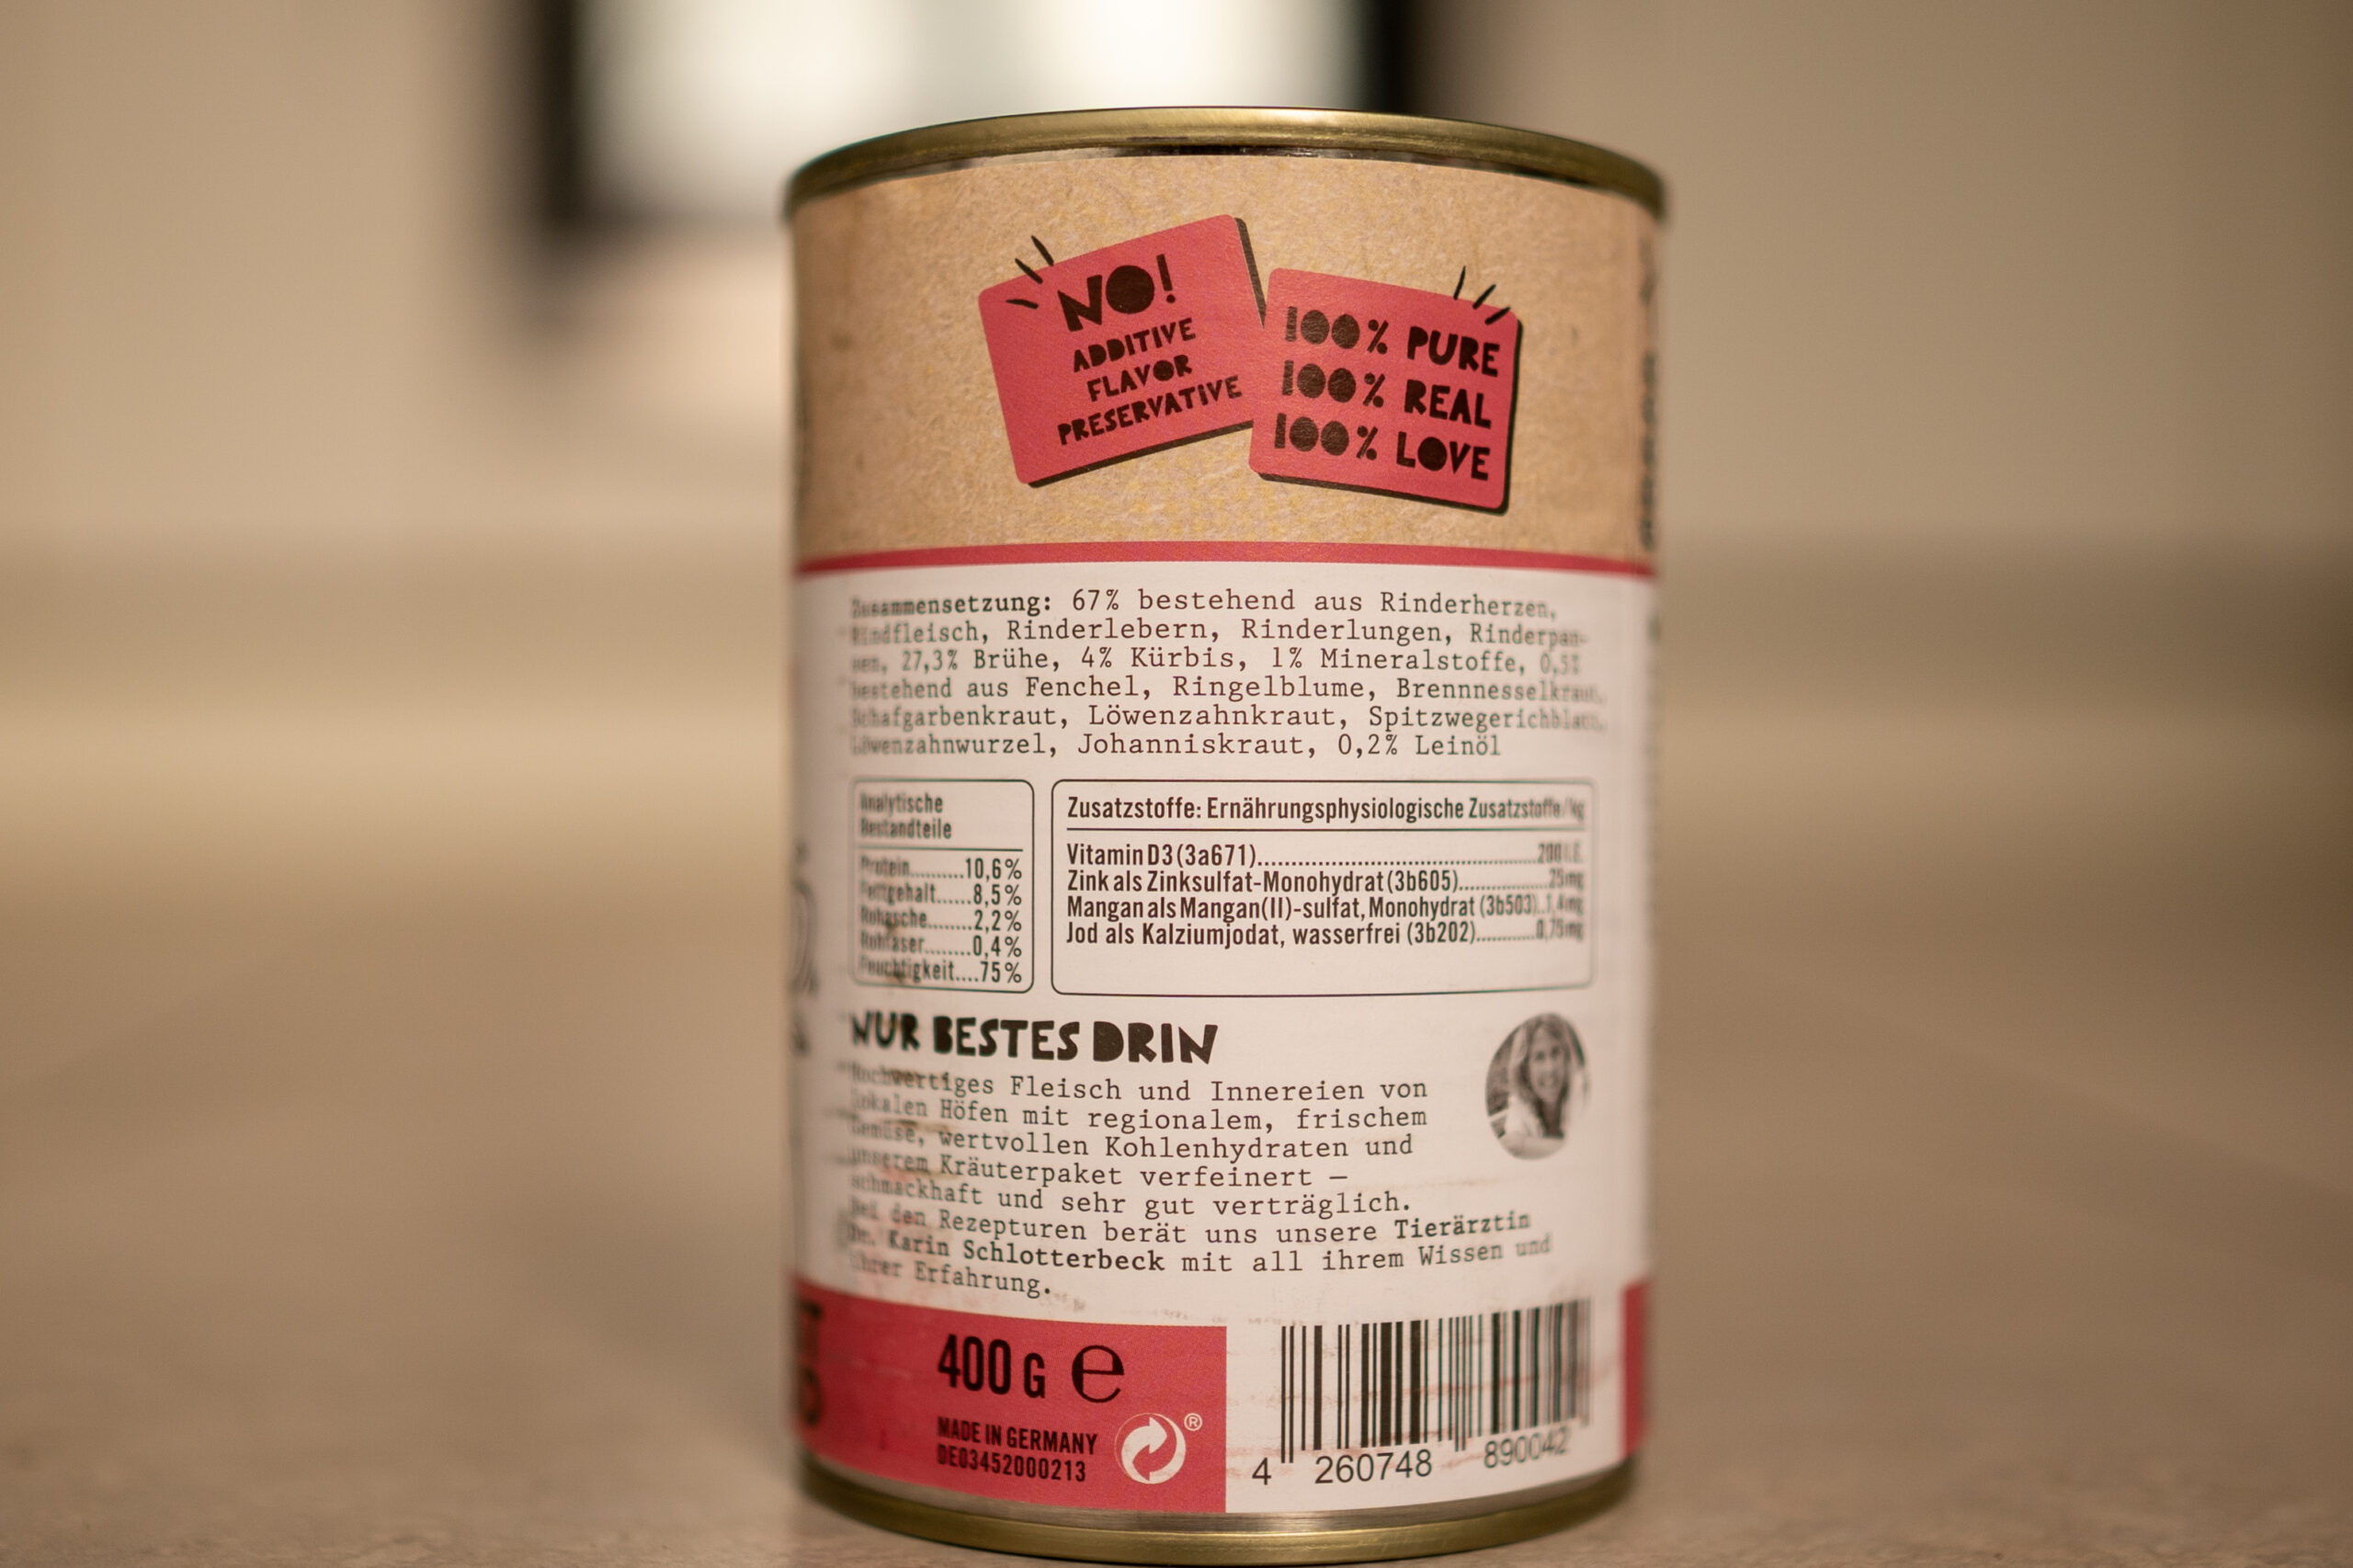 NO!
ADDITIVE
FLAVOR
PRESERVATIVE
100% PURE
100% REAL
100% LOVE
Zusammensetzung: 67% bestehend aus Rinderherzen,
Rindfleisch, Rinderlebern, Rinderlungen, Rinderpan-
sen, 27,3% Brühe, 4% Kürbis, 1% Mineralstoffe, 0,5%
bestehend aus Fenchel, Ringelblume, Brennnesselkraut,
Schafgarbenkraut, Löwenzahnkraut, Spitzwegerichblatt,
Löwenzahnwurzel, Johanniskraut, 0,2% Leinöl
Analytische
Bestandteile
Protein..........10,6%
Fettgehalt......8,5%
Rohasche........2,2%
Rohfaser........0,4%
Feuchtigkeit....75%
Zusatzstoffe: Ernährungsphysiologische Zusatzstoffe/kg
Vitamin D3 (3a671)..........200 I.E.
Zink als Zinksulfat-Monohydrat (3b605)..........25mg
Mangan als Mangan(II)-sulfat, Monohydrat (3b503)..1,4mg
Jod als Kalziumjodat, wasserfrei (3b202)..........0,75mg
NUR BESTES DRIN
Hochwertiges Fleisch und Innereien von
lokalen Höfen mit regionalem, frischem
Gemüse, wertvollen Kohlenhydraten und
unserem Kräuterpaket verfeinert –
schmackhaft und sehr gut verträglich.
Bei den Rezepturen berät uns unsere Tierärztin
Dr. Karin Schlotterbeck mit all ihrem Wissen und
ihrer Erfahrung.
400 G e
MADE IN GERMANY
DE03452000213
®
4 260748 890042